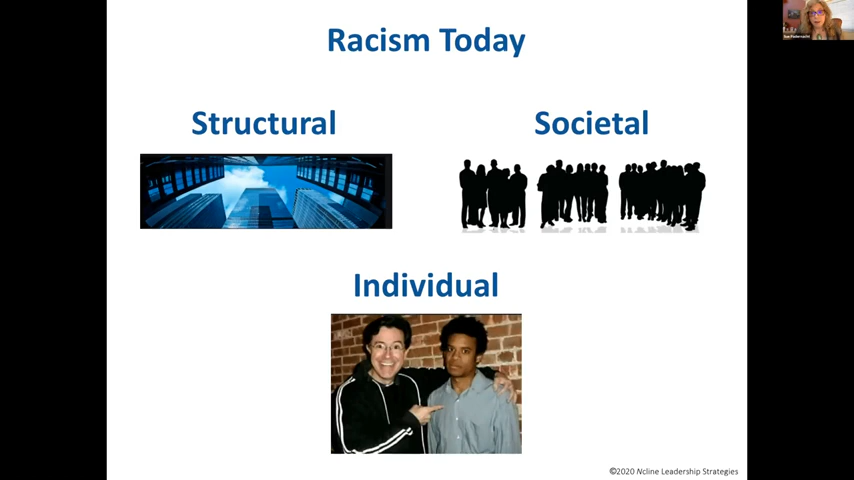 Racism Today
Structural
Societal
Individual
©2020 Ncline Leadership Strategies